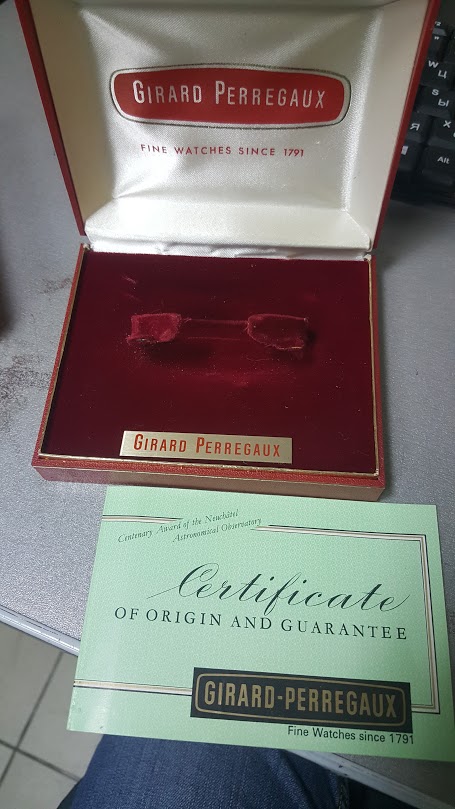 GIRARD PERREGAUX
FINE WATCHES SINCE 1791
GIRARD PERREGAUX
Centenary Award of the Neuchâtel
Astronomical Observatory
Certificate
OF ORIGIN AND GUARANTEE
GIRARD-PERREGAUX
Fine Watches since 1791
W
Ц
Ы
Я
Alt